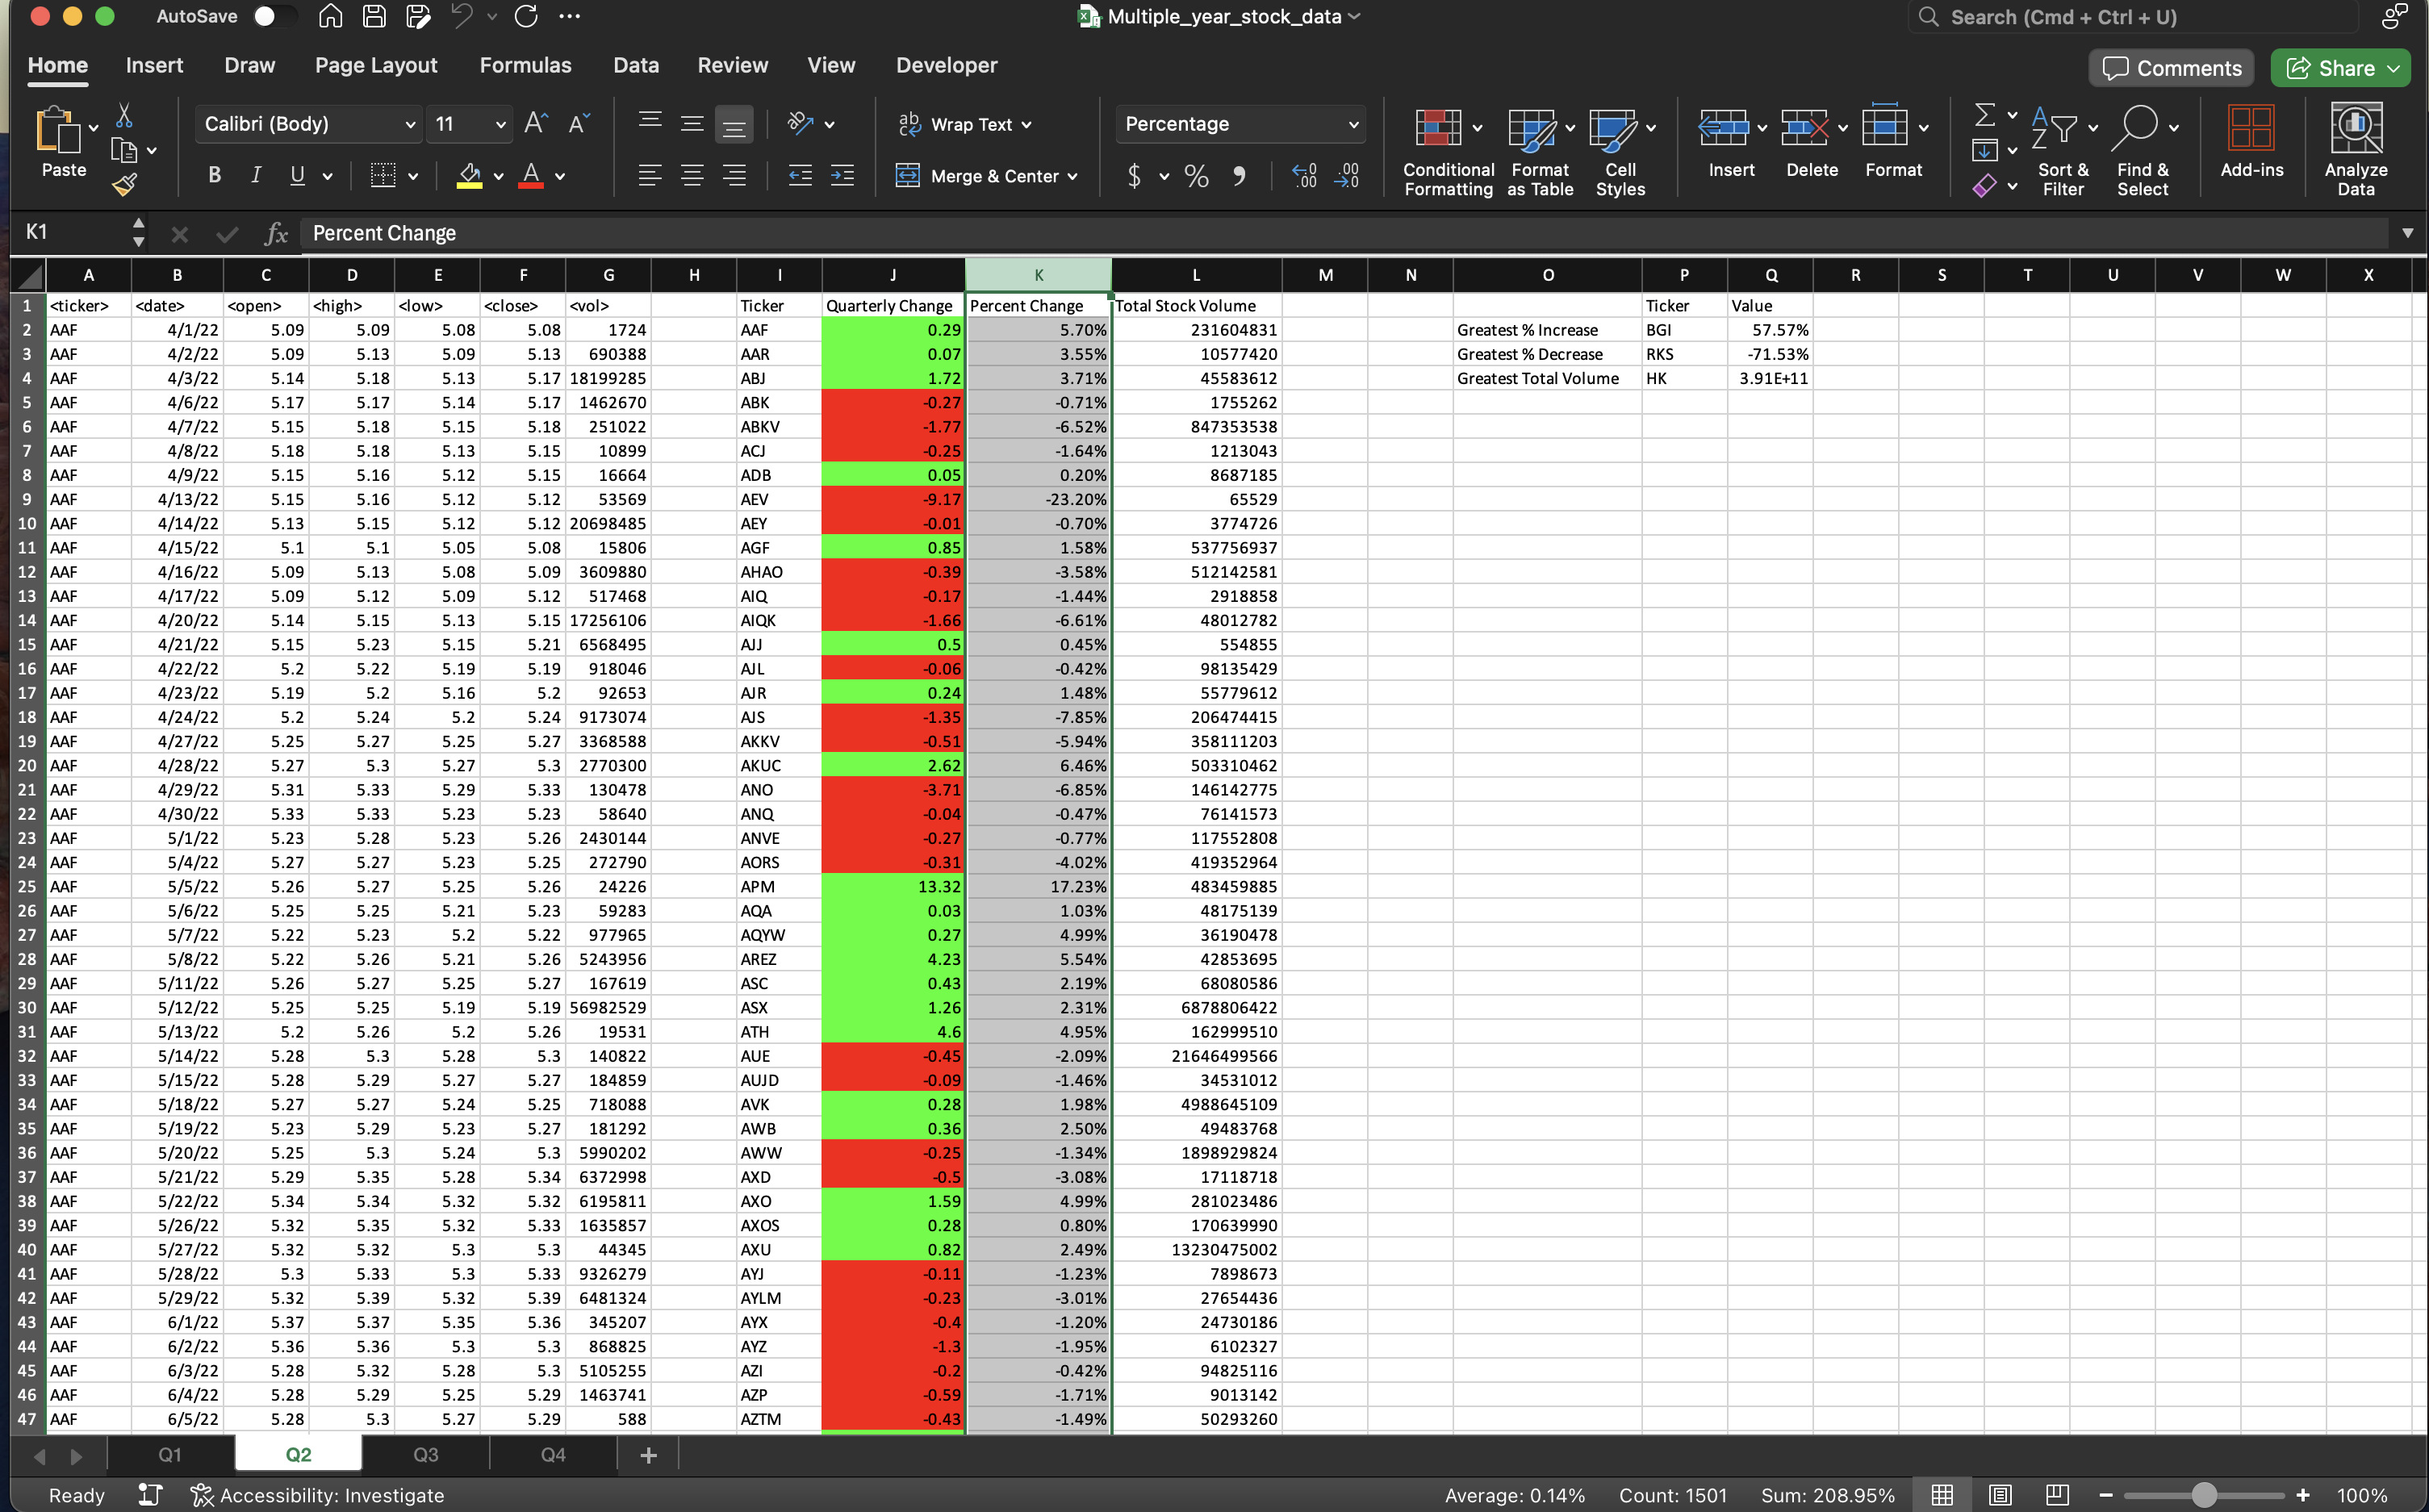 AutoSave Multiple_year_stock_data Search (Cmd + Ctrl + U)
Home Insert Draw Page Layout Formulas Data Review View Developer Comments Share
Paste Calibri (Body) 11 Wrap Text Percentage
B I U Merge & Center $ % Conditional Formatting Format as Table Cell Styles Insert Delete Format Sort & Filter Find & Select Add-ins Analyze Data
K1 fx Percent Change
A B C D E F G H I J K L M N O P Q R S T U V W X
1 <ticker> <date> <open> <high> <low> <close> <vol> Ticker Quarterly Change Percent Change Total Stock Volume Ticker Value
2 AAF 4/1/22 5.09 5.09 5.08 5.08 1724 AAF 0.29 5.70% 231604831 Greatest % Increase BGI 57.57%
3 AAF 4/2/22 5.09 5.13 5.09 5.13 690388 AAR 0.07 3.55% 10577420 Greatest % Decrease RKS -71.53%
4 AAF 4/3/22 5.14 5.18 5.13 5.17 18199285 ABJ 1.72 3.71% 45583612 Greatest Total Volume HK 3.91E+11
5 AAF 4/6/22 5.17 5.17 5.14 5.17 1462670 ABK -0.27 -0.71% 1755262
6 AAF 4/7/22 5.15 5.18 5.15 5.18 251022 ABKV -1.77 -6.52% 847353538
7 AAF 4/8/22 5.18 5.18 5.13 5.15 10899 ACJ -0.25 -1.64% 1213043
8 AAF 4/9/22 5.15 5.16 5.12 5.15 16664 ADB 0.05 0.20% 8687185
9 AAF 4/13/22 5.15 5.16 5.12 5.12 53569 AEV -9.17 -23.20% 65529
10 AAF 4/14/22 5.13 5.15 5.12 5.12 20698485 AEY -0.01 -0.70% 3774726
11 AAF 4/15/22 5.1 5.1 5.05 5.08 15806 AGF 0.85 1.58% 537756937
12 AAF 4/16/22 5.09 5.13 5.08 5.09 3609880 AHAO -0.39 -3.58% 512142581
13 AAF 4/17/22 5.09 5.12 5.09 5.12 517468 AIQ -0.17 -1.44% 2918858
14 AAF 4/20/22 5.14 5.15 5.13 5.15 17256106 AIQK -1.66 -6.61% 48012782
15 AAF 4/21/22 5.15 5.23 5.15 5.21 6568495 AJJ 0.5 0.45% 554855
16 AAF 4/22/22 5.2 5.22 5.19 5.19 918046 AJL -0.06 -0.42% 98135429
17 AAF 4/23/22 5.19 5.2 5.16 5.2 92653 AJR 0.24 1.48% 55779612
18 AAF 4/24/22 5.2 5.24 5.2 5.24 9173074 AJS -1.35 -7.85% 206474415
19 AAF 4/27/22 5.25 5.27 5.25 5.27 3368588 AKKV -0.51 -5.94% 358111203
20 AAF 4/28/22 5.27 5.3 5.27 5.3 2770300 AKUC 2.62 6.46% 503310462
21 AAF 4/29/22 5.31 5.33 5.29 5.33 130478 ANO -3.71 -6.85% 146142775
22 AAF 4/30/22 5.33 5.33 5.23 5.23 58640 ANQ -0.04 -0.47% 76141573
23 AAF 5/1/22 5.23 5.28 5.23 5.26 2430144 ANVE -0.27 -0.77% 117552808
24 AAF 5/4/22 5.27 5.27 5.23 5.25 272790 AORS -0.31 -4.02% 419352964
25 AAF 5/5/22 5.26 5.27 5.25 5.26 24226 APM 13.32 17.23% 483459885
26 AAF 5/6/22 5.25 5.25 5.21 5.23 59283 AQA 0.03 1.03% 48175139
27 AAF 5/7/22 5.22 5.23 5.2 5.22 977965 AQYW 0.27 4.99% 36190478
28 AAF 5/8/22 5.22 5.26 5.21 5.26 5243956 AREZ 4.23 5.54% 42853695
29 AAF 5/11/22 5.26 5.27 5.25 5.27 167619 ASC 0.43 2.19% 68080586
30 AAF 5/12/22 5.25 5.25 5.19 5.19 56982529 ASX 1.26 2.31% 6878806422
31 AAF 5/13/22 5.2 5.26 5.2 5.26 19531 ATH 4.6 4.95% 162999510
32 AAF 5/14/22 5.28 5.3 5.28 5.3 140822 AUE -0.45 -2.09% 21646499566
33 AAF 5/15/22 5.28 5.29 5.27 5.27 184859 AUJD -0.09 -1.46% 34531012
34 AAF 5/18/22 5.27 5.27 5.24 5.25 718088 AVK 0.28 1.98% 4988645109
35 AAF 5/19/22 5.23 5.29 5.23 5.27 181292 AWB 0.36 2.50% 49483768
36 AAF 5/20/22 5.25 5.3 5.24 5.3 5990202 AWW -0.25 -1.34% 1898929824
37 AAF 5/21/22 5.29 5.35 5.28 5.34 6372998 AXD -0.5 -3.08% 17118718
38 AAF 5/22/22 5.34 5.34 5.32 5.32 6195811 AXO 1.59 4.99% 281023486
39 AAF 5/26/22 5.32 5.35 5.32 5.33 1635857 AXOS 0.28 0.80% 170639990
40 AAF 5/27/22 5.32 5.32 5.3 5.3 44345 AXU 0.82 2.49% 13230475002
41 AAF 5/28/22 5.3 5.33 5.3 5.33 9326279 AYJ -0.11 -1.23% 7898673
42 AAF 5/29/22 5.32 5.39 5.32 5.39 6481324 AYLM -0.23 -3.01% 27654436
43 AAF 6/1/22 5.37 5.37 5.35 5.36 345207 AYX -0.4 -1.20% 24730186
44 AAF 6/2/22 5.36 5.36 5.3 5.3 868825 AYZ -1.3 -1.95% 6102327
45 AAF 6/3/22 5.28 5.32 5.28 5.3 5105255 AZI -0.2 -0.42% 94825116
46 AAF 6/4/22 5.28 5.29 5.25 5.29 1463741 AZP -0.59 -1.71% 9013142
47 AAF 6/5/22 5.28 5.3 5.27 5.29 588 AZTM -0.43 -1.49% 50293260
Q1 Q2 Q3 Q4 +
Ready Accessibility: Investigate Average: 0.14% Count: 1501 Sum: 208.95% 100%